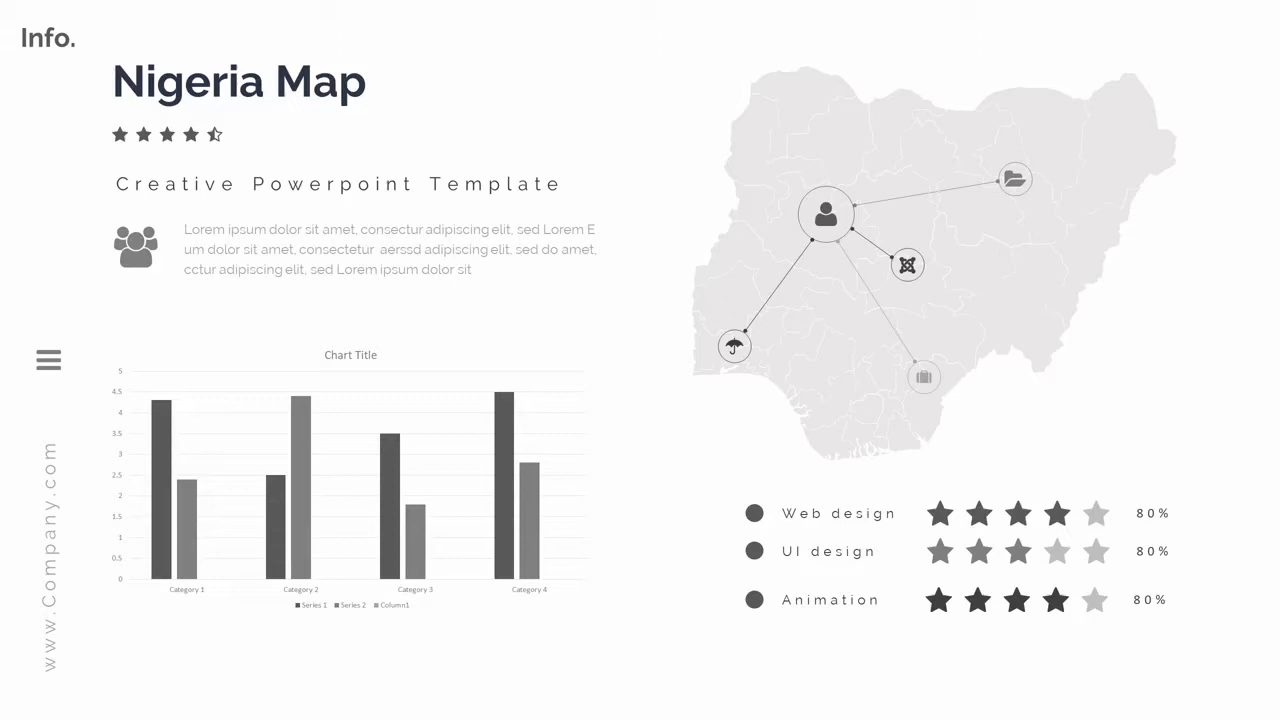 Info.
Nigeria Map
Creative Powerpoint Template
Lorem ipsum dolor sit amet, consectur adipiscing elit, sed Lorem E
um dolor sit amet, consectetur aerssd adipiscing elit, sed do amet,
cctur adipiscing elit, sed Lorem ipsum dolor sit
www.Company.com
Chart Title
5
4.5
4
3.5
3
2.5
2
1.5
1
0.5
0
Category 1 Category 2 Category 3 Category 4
Series 1 Series 2 Column1
Web design 80%
UI design 80%
Animation 80%